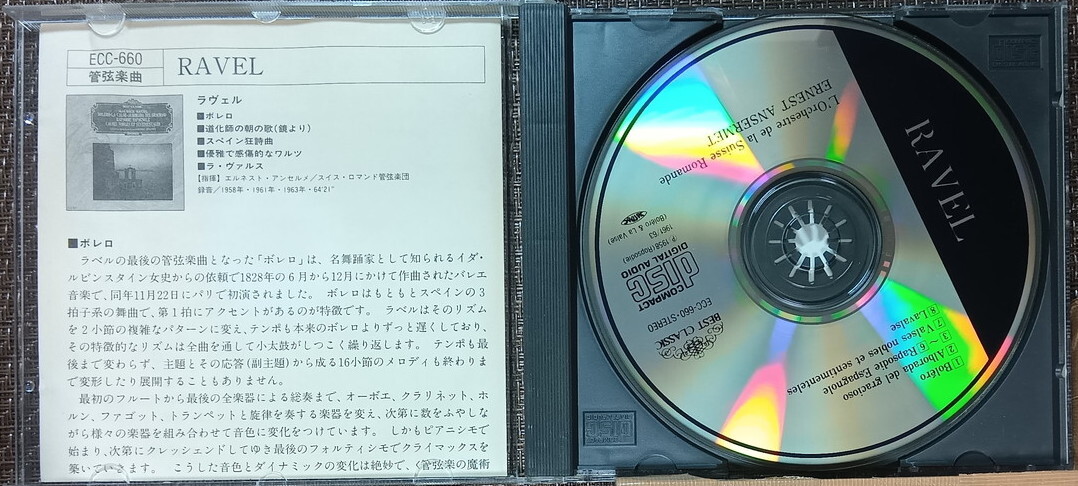 ECC-660
管弦楽曲
RAVEL
ラヴェル
■ボレロ
■道化師の朝の歌(鏡より)
■スペイン狂詩曲
■優雅で感傷的なワルツ
■ラ・ヴァルス
【指揮】エルネスト・アンセルメ／スイス・ロマンド管弦楽団
録音／1958年・1961年・1963年・64'21"
■ボレロ
ラベルの最後の管弦楽曲となった「ボレロ」は、名舞踊家として知られるイダ・
ルビンスタイン女史からの依頼で1828年の6月から12月にかけて作曲されたバレエ
音楽で、同年11月22日にパリで初演されました。 ボレロはもともとスペインの3
拍子系の舞曲で、第1拍にアクセントがあるのが特徴です。 ラベルはそのリズム
を2小節の複雑なパターンに変え、テンポも本来のボレロよりずっと遅くしており、
その特徴的なリズムは全曲を通して小太鼓がしつこく繰り返します。 テンポも最
後まで変わらず、主題とその応答(副主題)から成る16小節のメロディも終わりま
で変形したり展開することもありません。
最初のフルートから最後の全楽器による総奏まで、オーボエ、クラリネット、ホ
ルン、ファゴット、トランペットと旋律を奏する楽器を変え、次第に数をふやしな
がら様々の楽器を組み合わせて音色に変化をつけています。 しかもピアニシモで
始まり、次第にクレッシェンドしてゆき最後のフォルティシモでクライマックスを
築いてゆきます。 こうした音色とダイナミックの変化は絶妙で、〈管弦楽の魔術
RAVEL
BEST CLASSIC
ECC-660・STEREO
COMPACT
disc
DIGITAL AUDIO
℗ 1958(Rapsodie)
1961/'63
(Boléro & La Valse)
1 Boléro
2 Alborada del gracioso
3～6 Rapsodie Espagnole
7 Valses nobles et sentimenteles
8 Lavalse
ERNEST ANSERMET
L'Orchestre de la Suisse Romande